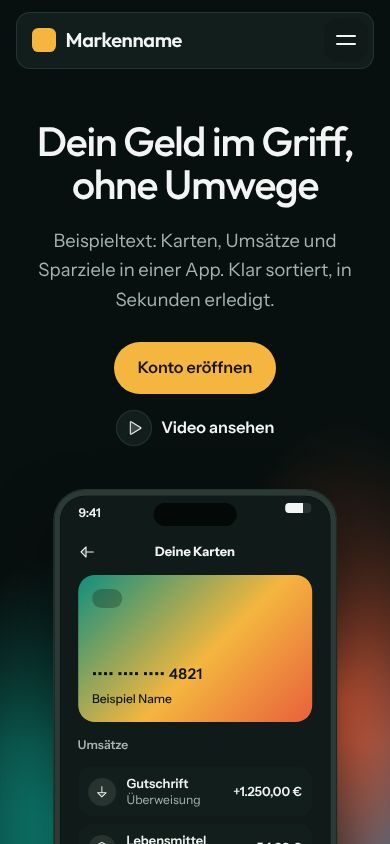 Markenname
Dein Geld im Griff,
ohne Umwege
Beispieltext: Karten, Umsätze und
Sparziele in einer App. Klar sortiert, in
Sekunden erledigt.
Konto eröffnen
Video ansehen
9:41
Deine Karten
•••• •••• •••• 4821
Beispiel Name
Umsätze
Gutschrift
+1.250,00 €
Überweisung
Lebensmittel